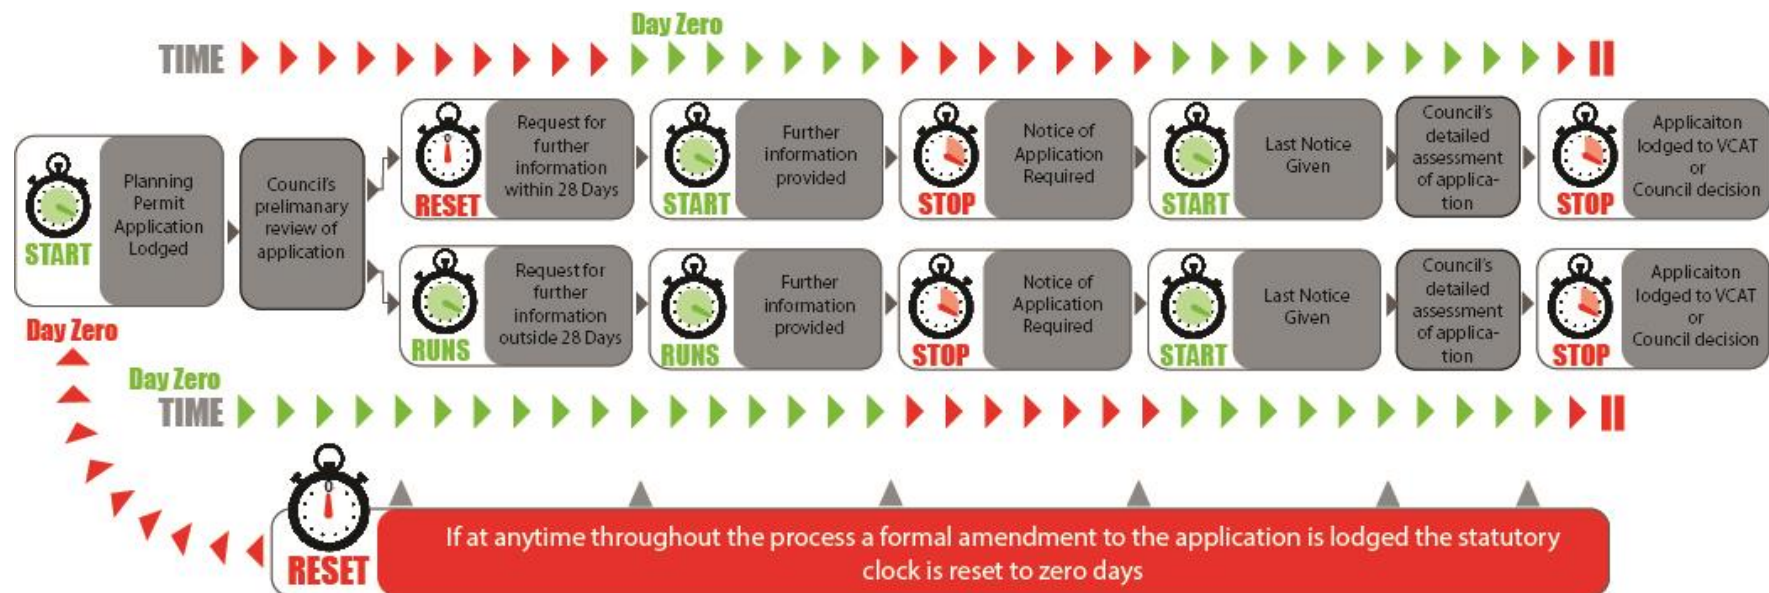 Day Zero
TIME
START
Planning
Permit
Application
Lodged
Council's
prelimanary
review of
application
RESET
Request for
further
information
within 28 Days
START
Further
information
provided
STOP
Notice of
Application
Required
START
Last Notice
Given
Council's
detailed
assessment
of applica-
tion
STOP
Applicaiton
lodged to VCAT
or
Council decision
RUNS
Request for
further
information
outside 28 Days
RUNS
Further
information
provided
STOP
Notice of
Application
Required
START
Last Notice
Given
Council's
detailed
assessment
of applica-
tion
STOP
Applicaiton
lodged to VCAT
or
Council decision
Day Zero
Day Zero
TIME
RESET
If at anytime throughout the process a formal amendment to the application is lodged the statutory
clock is reset to zero days